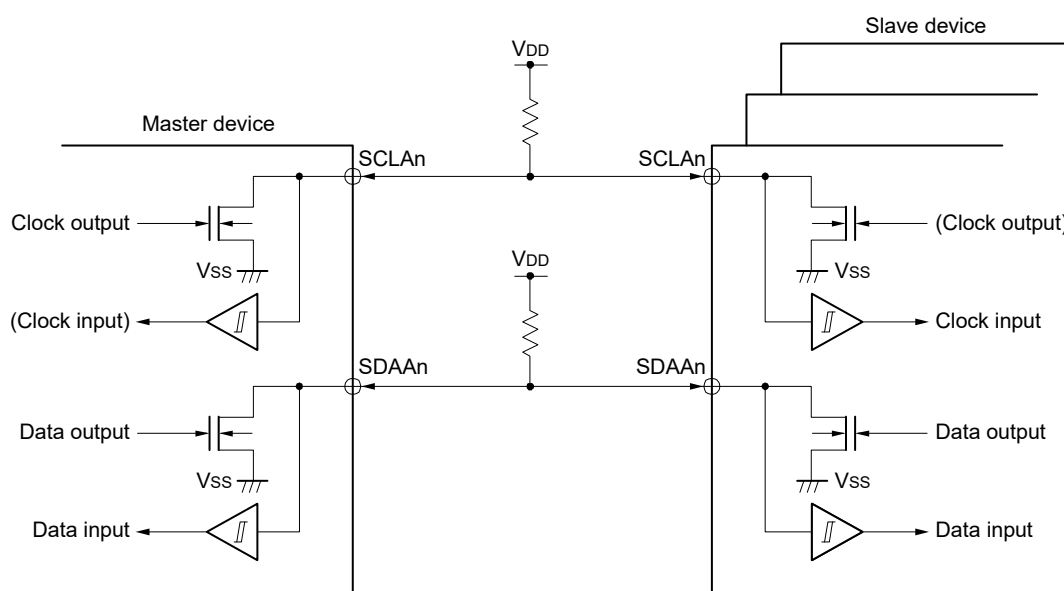 Slave device
VDD
Master device
SCLAn
SCLAn
Clock output
(Clock output)
VSS
VDD
VSS
(Clock input)
Clock input
SDAAn
SDAAn
Data output
Data output
VSS
VSS
Data input
Data input